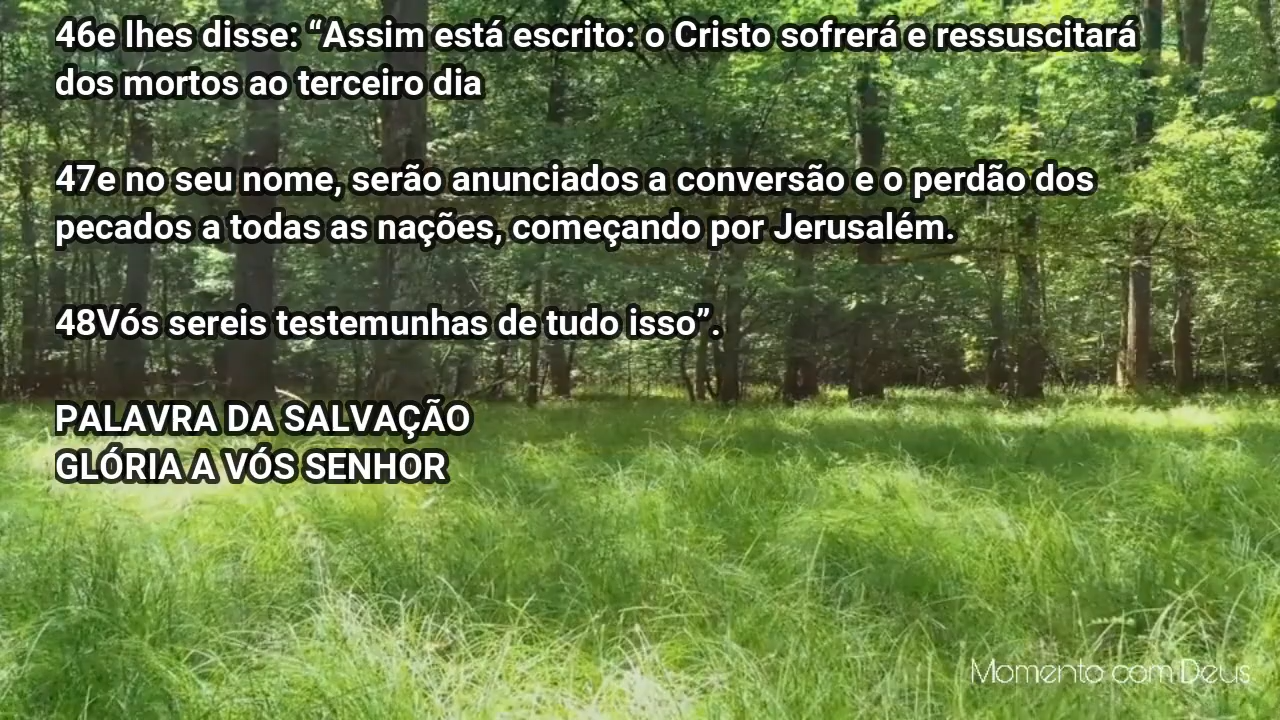 46e lhes disse: “Assim está escrito: o Cristo sofrerá e ressuscitará
dos mortos ao terceiro dia
47e no seu nome, serão anunciados a conversão e o perdão dos
pecados a todas as nações, começando por Jerusalém.
48Vós sereis testemunhas de tudo isso”.
PALAVRA DA SALVAÇÃO
GLÓRIA A VÓS SENHOR
Momento com Deus